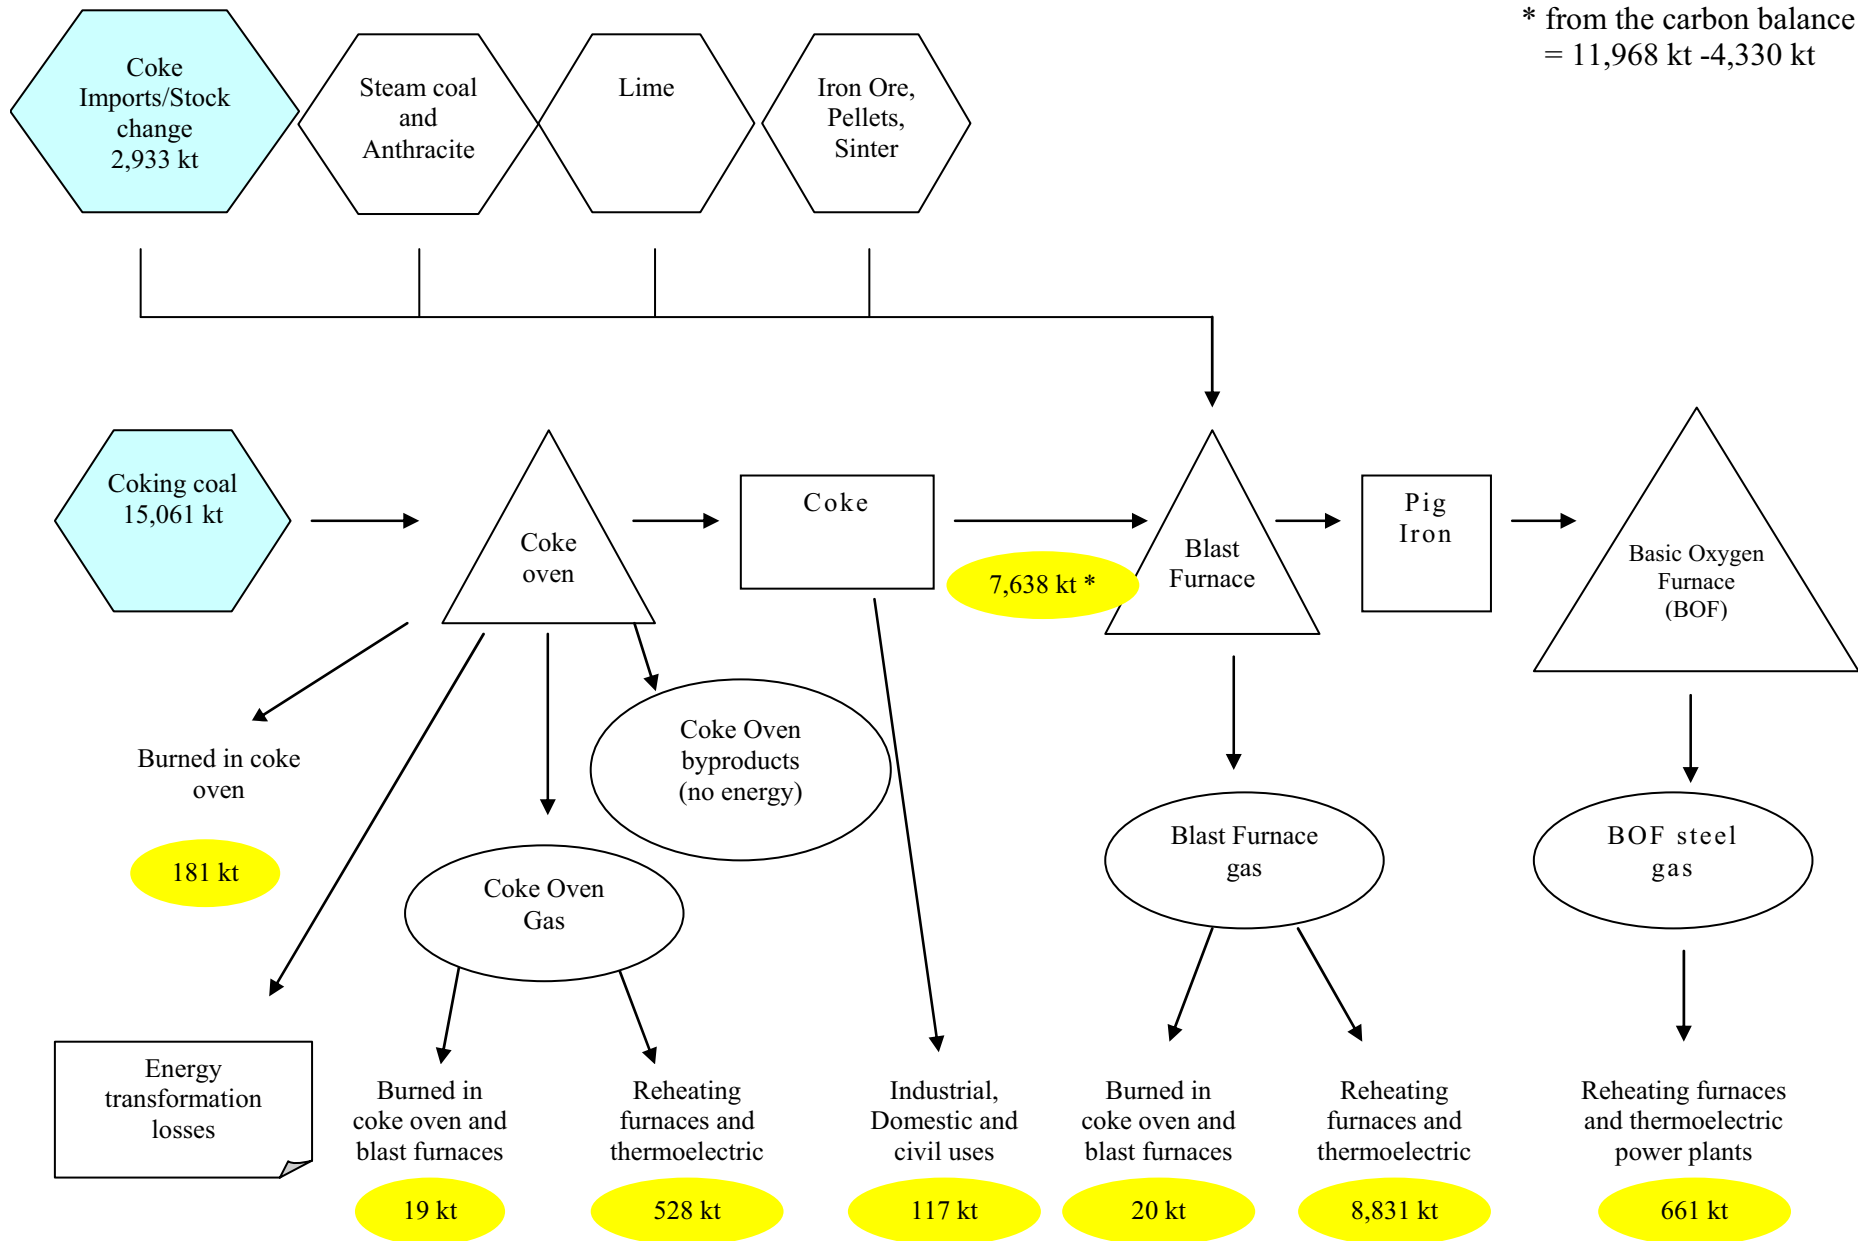 * from the carbon balance
= 11,968 kt -4,330 kt
Coke
Imports/Stock
change
2,933 kt
Steam coal
and
Anthracite
Lime
Iron Ore,
Pellets,
Sinter
Coking coal
15,061 kt
Coke
oven
Coke
7,638 kt *
Blast
Furnace
Pig
Iron
Basic Oxygen
Furnace
(BOF)
Burned in coke
oven
181 kt
Coke Oven
byproducts
(no energy)
Coke Oven
Gas
Blast Furnace
gas
BOF steel
gas
Energy
transformation
losses
Burned in
coke oven and
blast furnaces
19 kt
Reheating
furnaces and
thermoelectric
528 kt
Industrial,
Domestic and
civil uses
117 kt
Burned in
coke oven and
blast furnaces
20 kt
Reheating
furnaces and
thermoelectric
8,831 kt
Reheating furnaces
and thermoelectric
power plants
661 kt